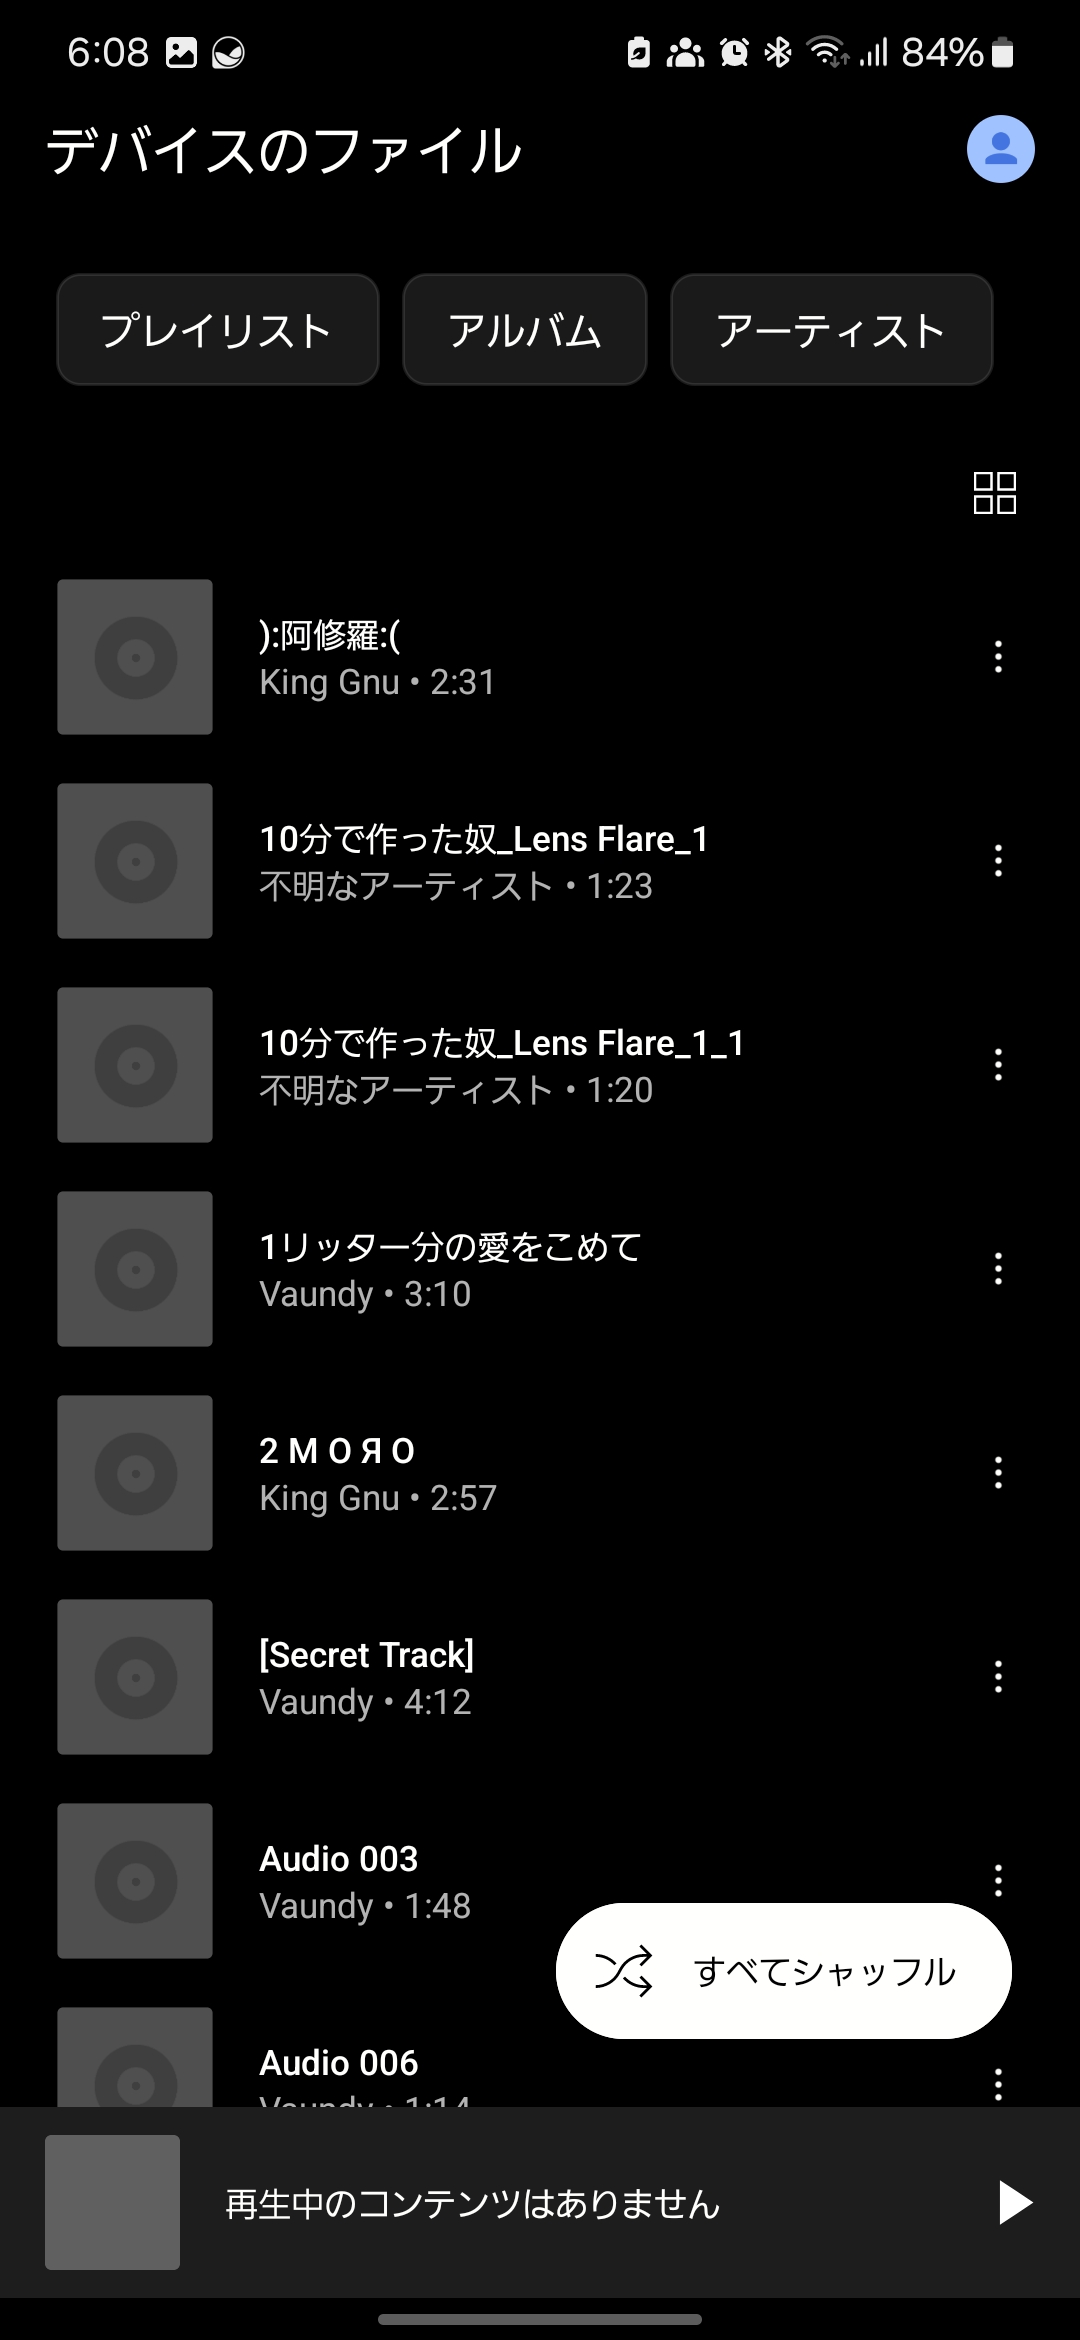 6:08 84%
デバイスのファイル
プレイリスト アルバム アーティスト
):阿修羅:(
King Gnu • 2:31
10分で作った奴_Lens Flare_1
不明なアーティスト • 1:23
10分で作った奴_Lens Flare_1_1
不明なアーティスト • 1:20
1リッター分の愛をこめて
Vaundy • 3:10
2 M O Я O
King Gnu • 2:57
[Secret Track]
Vaundy • 4:12
Audio 003
Vaundy • 1:48
すべてシャッフル
Audio 006
Vaundy • 1:14
再生中のコンテンツはありません